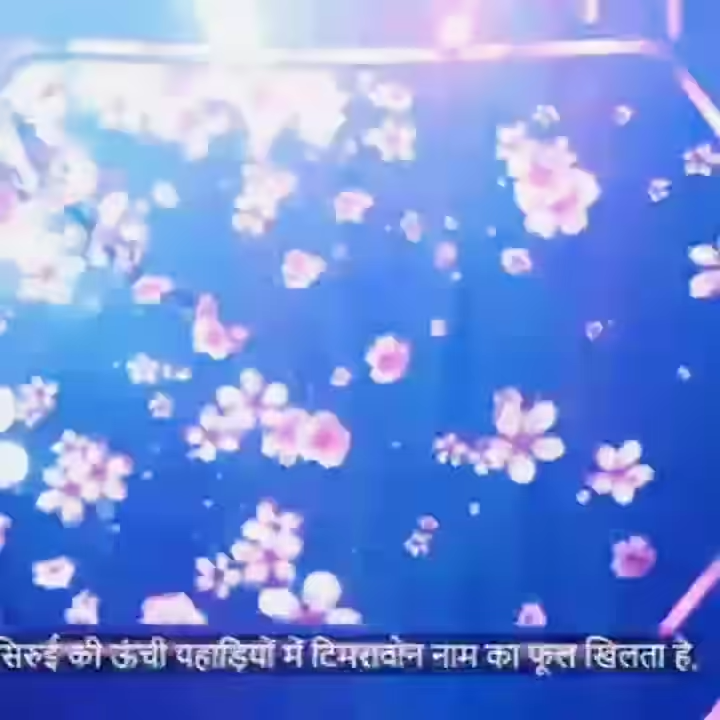 सिरुई की ऊंची पहाड़ियों में टिमरावोन नाम का फूल खिलता है.